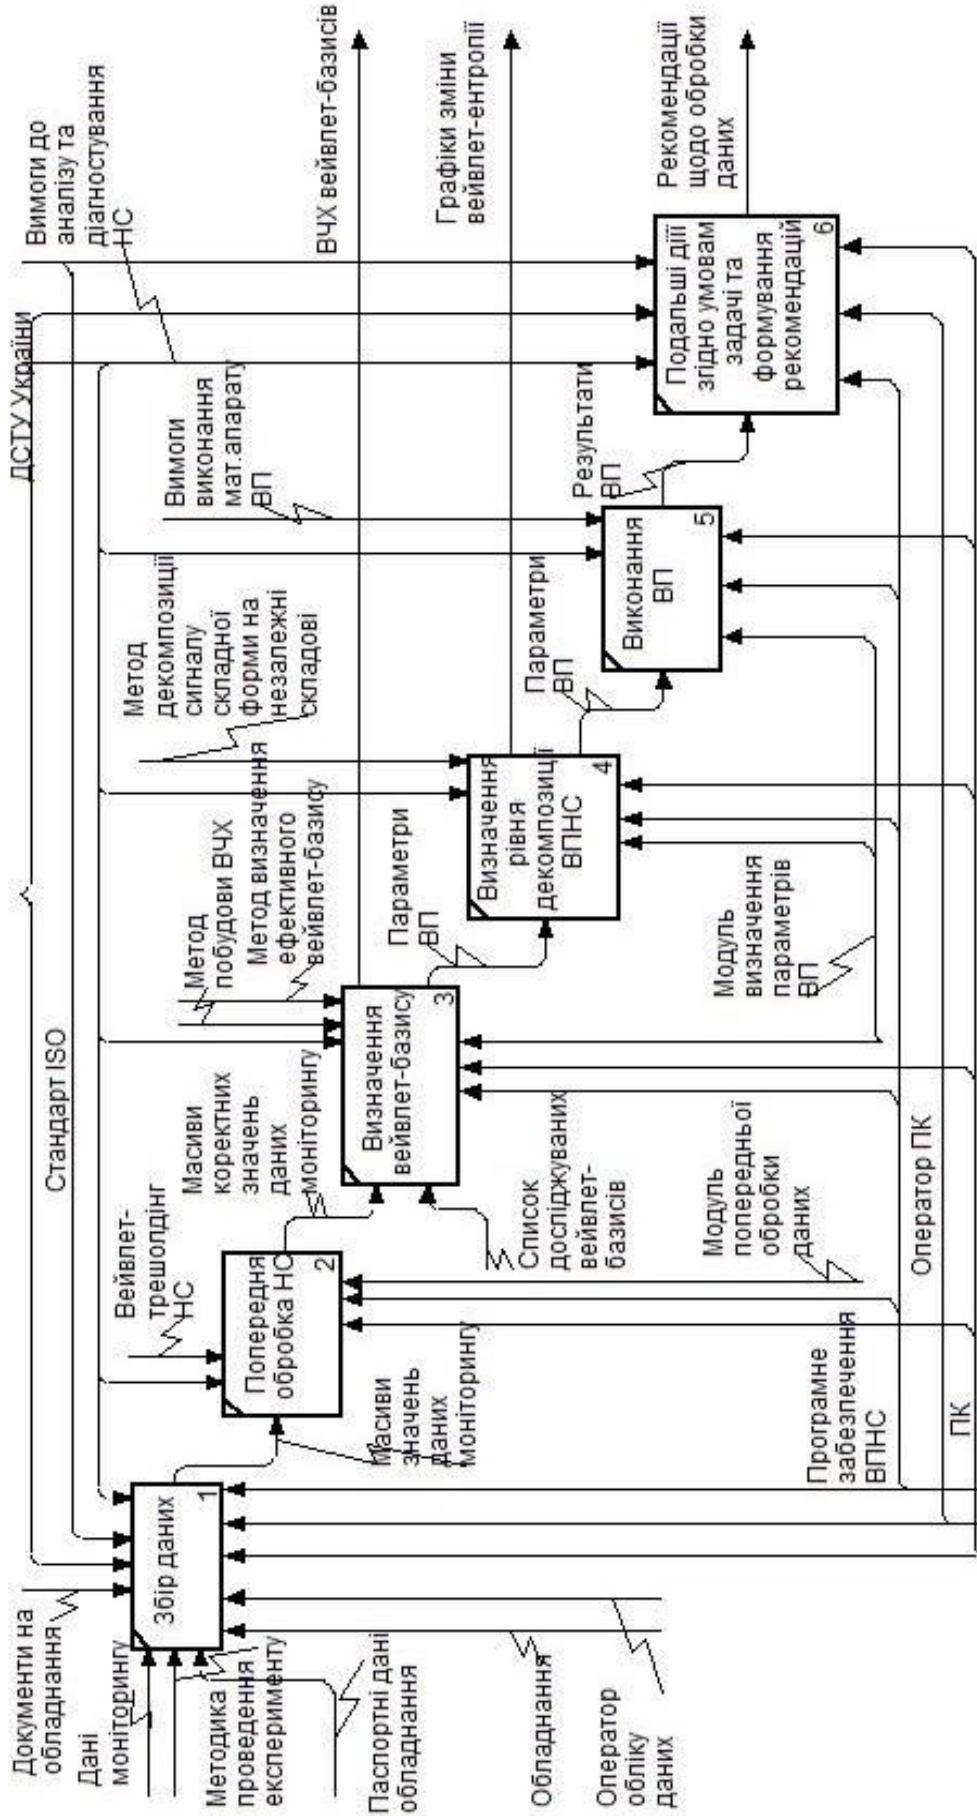 ДСТУ України
Вимоги до
аналізу та
діагностування
НС
Стандарт ISO
Документи на
обладнання
Дані
моніторингу
Методика
проведення
експерименту
Паспортні дані
обладнання
Обладнання
Оператор
обліку
даних
Збір даних
1
Масиви
значень
даних
моніторингу
Вейвлет-
трешолдінг
НС
Попередня
обробка НС
2
Масиви
коректних
значень
даних
моніторингу
Список
досліджуваних
вейвлет-
базисів
Модуль
попередньої
обробки
даних
Метод
побудови ВЧХ
Метод визначення
ефективного
вейвлет-базису
Визначення
вейвлет-базису
3
Параметри
ВП
Метод
декомпозиції
сигналу
складної
форми на
незалежні
складові
Визначення
рівня
декомпозиції
ВПНС
4
Параметри
ВП
Модуль
визначення
параметрів
ВП
Вимоги
виконання
мат.апарату
ВП
Виконання
ВП
5
Результати
ВП
Подальші дії
згідно умовам
задачі та
формування
рекомендацій
6
ВЧХ вейвлет-базисів
Графіки зміни
вейвлет-ентропії
Рекомендації
щодо обробки
даних
Програмне
забезпечення
ВПНС
Оператор ПК
ПК